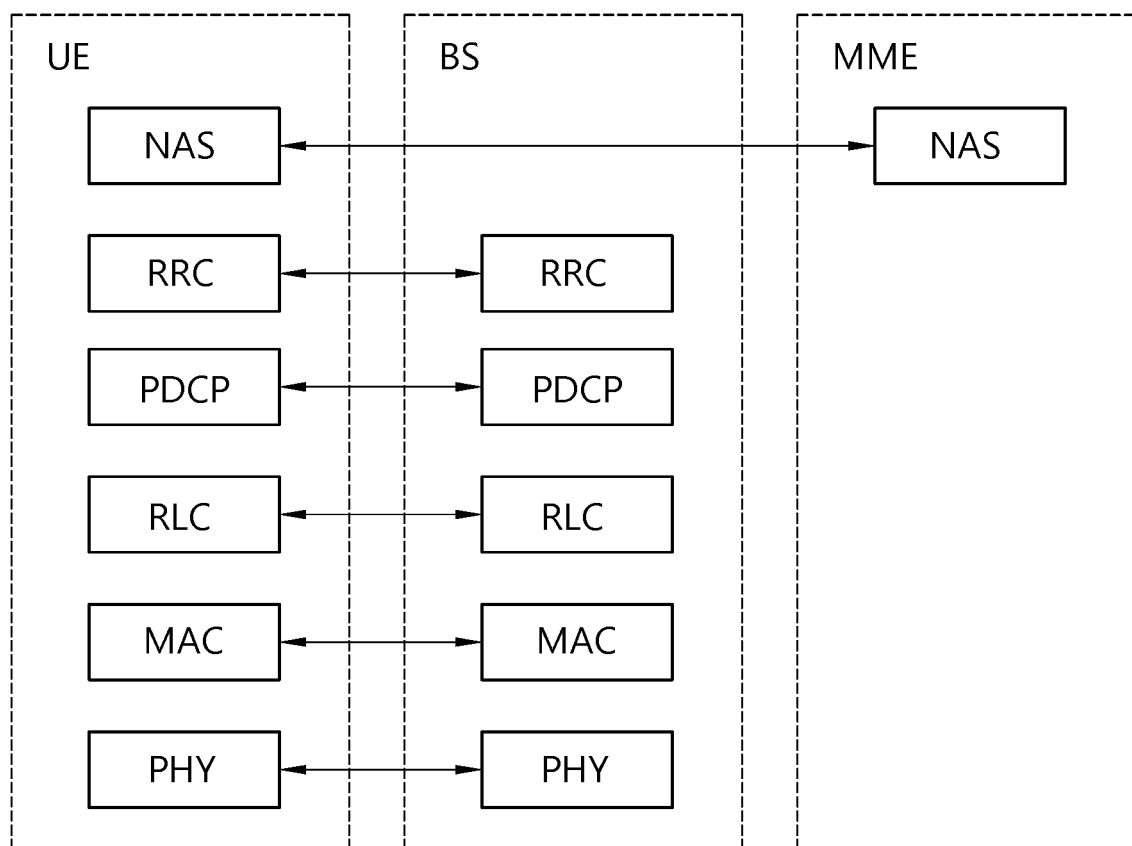 UE
BS
MME
NAS
NAS
RRC
RRC
PDCP
PDCP
RLC
RLC
MAC
MAC
PHY
PHY